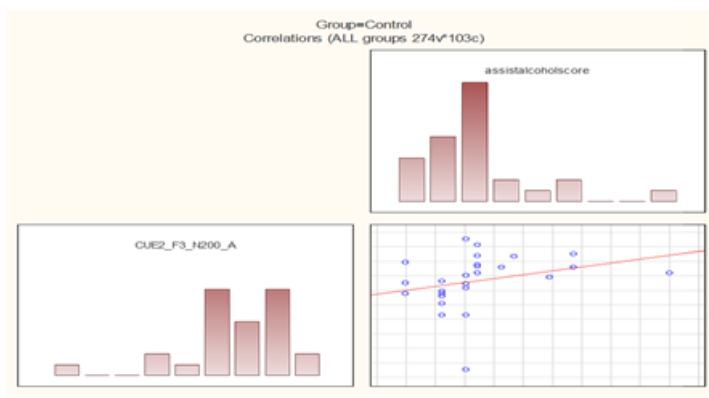 Group=Control
Correlations (ALL groups 274v*103c)
assistalcoholscore
CUE2_F3_N200_A